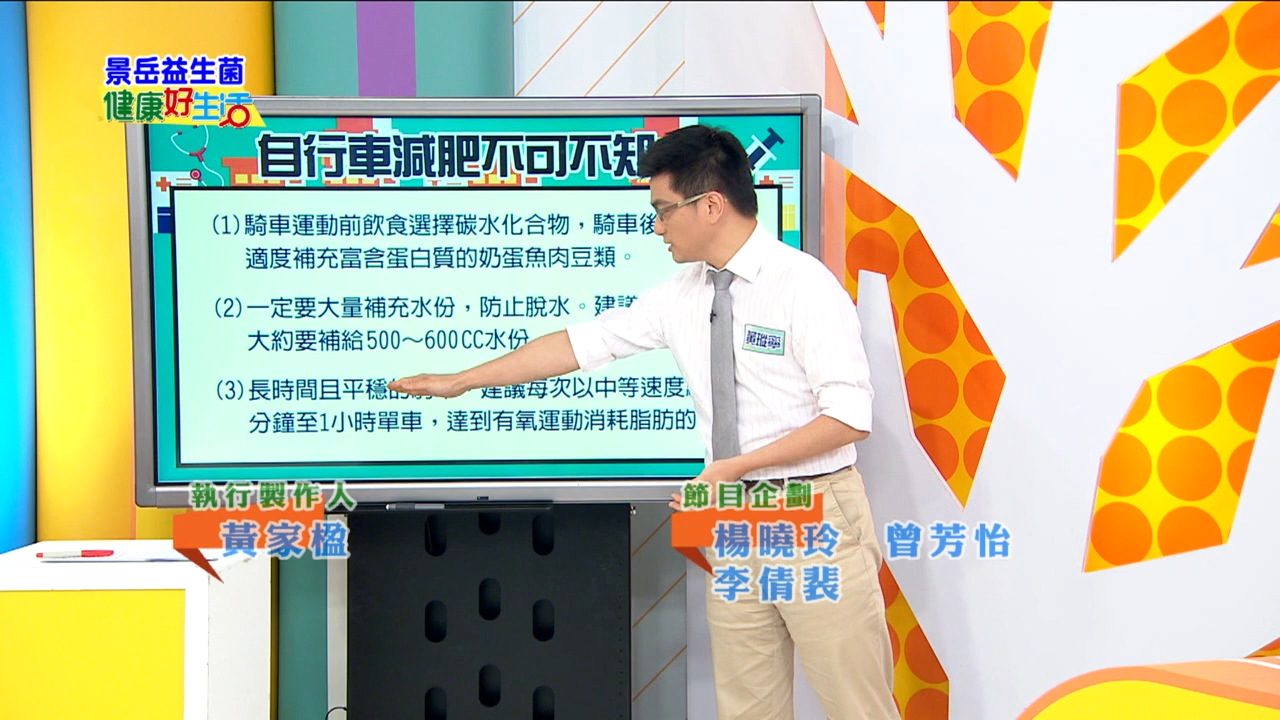 景岳益生菌
健康好生活
自行車減肥不可不知
(1)騎車運動前飲食選擇碳水化合物，騎車後
適度補充富含蛋白質的奶蛋魚肉豆類。
(2)一定要大量補充水份，防止脫水。建議
大約要補給500～600CC水份
(3)長時間且平穩的 建議每次以中等速度
分鐘至1小時單車，達到有氧運動消耗脂肪的
黃瑽寧
執行製作人
黃家楹
節目企劃
楊曉玲 曾芳怡
李倩裴